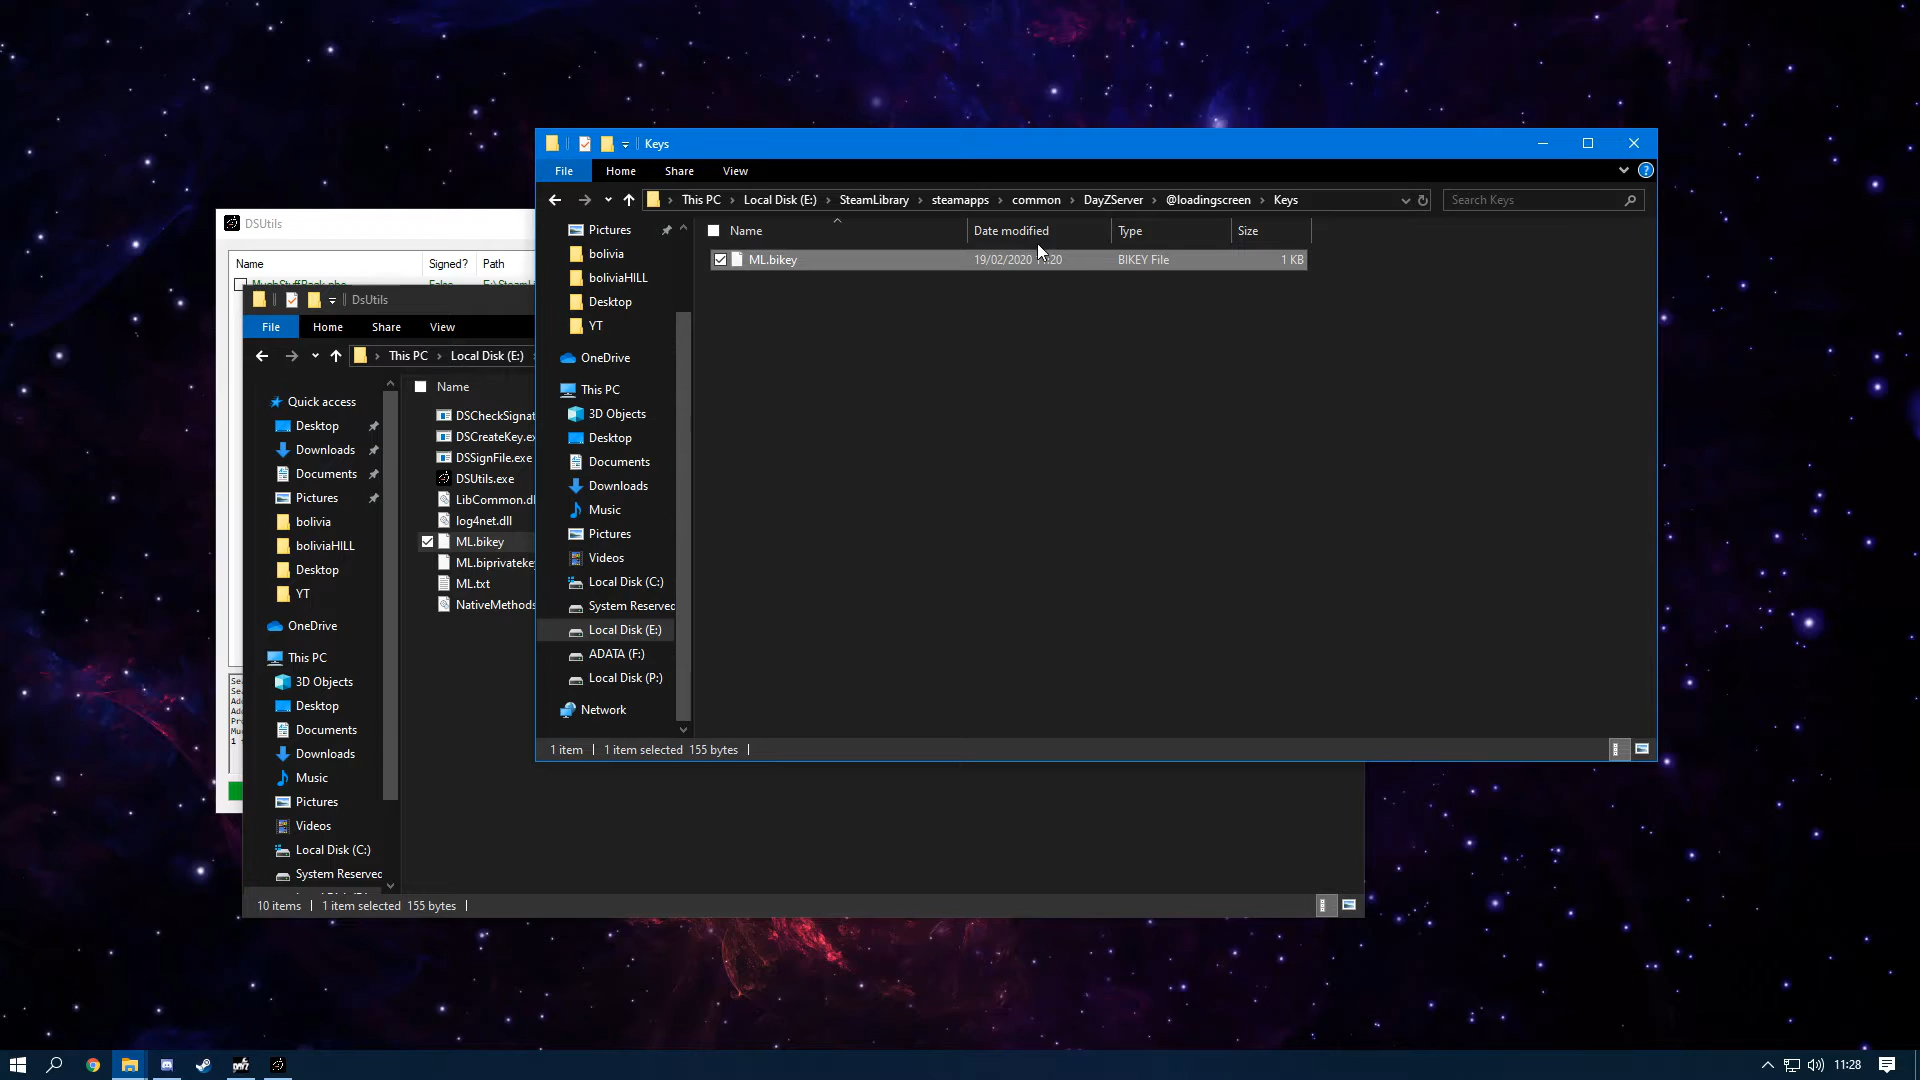 Keys
File Home Share View
This PC Local Disk (E:) SteamLibrary steamapps common DayZServer @loadingscreen Keys
Search Keys
Name Date modified Type Size
ML.bikey 19/02/2020 BIKEY File 1 KB
Pictures
bolivia
boliviaHILL
Desktop
YT
OneDrive
This PC
3D Objects
Desktop
Documents
Downloads
Music
Pictures
Videos
Local Disk (C:)
System Reserved
Local Disk (E:)
ADATA (F:)
Local Disk (P:)
Network
1 item 1 item selected 155 bytes
DSUtils
Name Signed? Path
DsUtils
File Home Share View
This PC Local Disk (E:)
Name
Quick access
Desktop
Downloads
Documents
Pictures
bolivia
boliviaHILL
Desktop
YT
OneDrive
This PC
3D Objects
Desktop
Documents
Downloads
Music
Pictures
Videos
Local Disk (C:)
System Reserved
DSCheckSignat
DSCreateKey.ex
DSSignFile.exe
DSUtils.exe
LibCommon.dl
log4net.dll
ML.bikey
ML.biprivatekey
ML.txt
NativeMethods
10 items 1 item selected 155 bytes
11:28